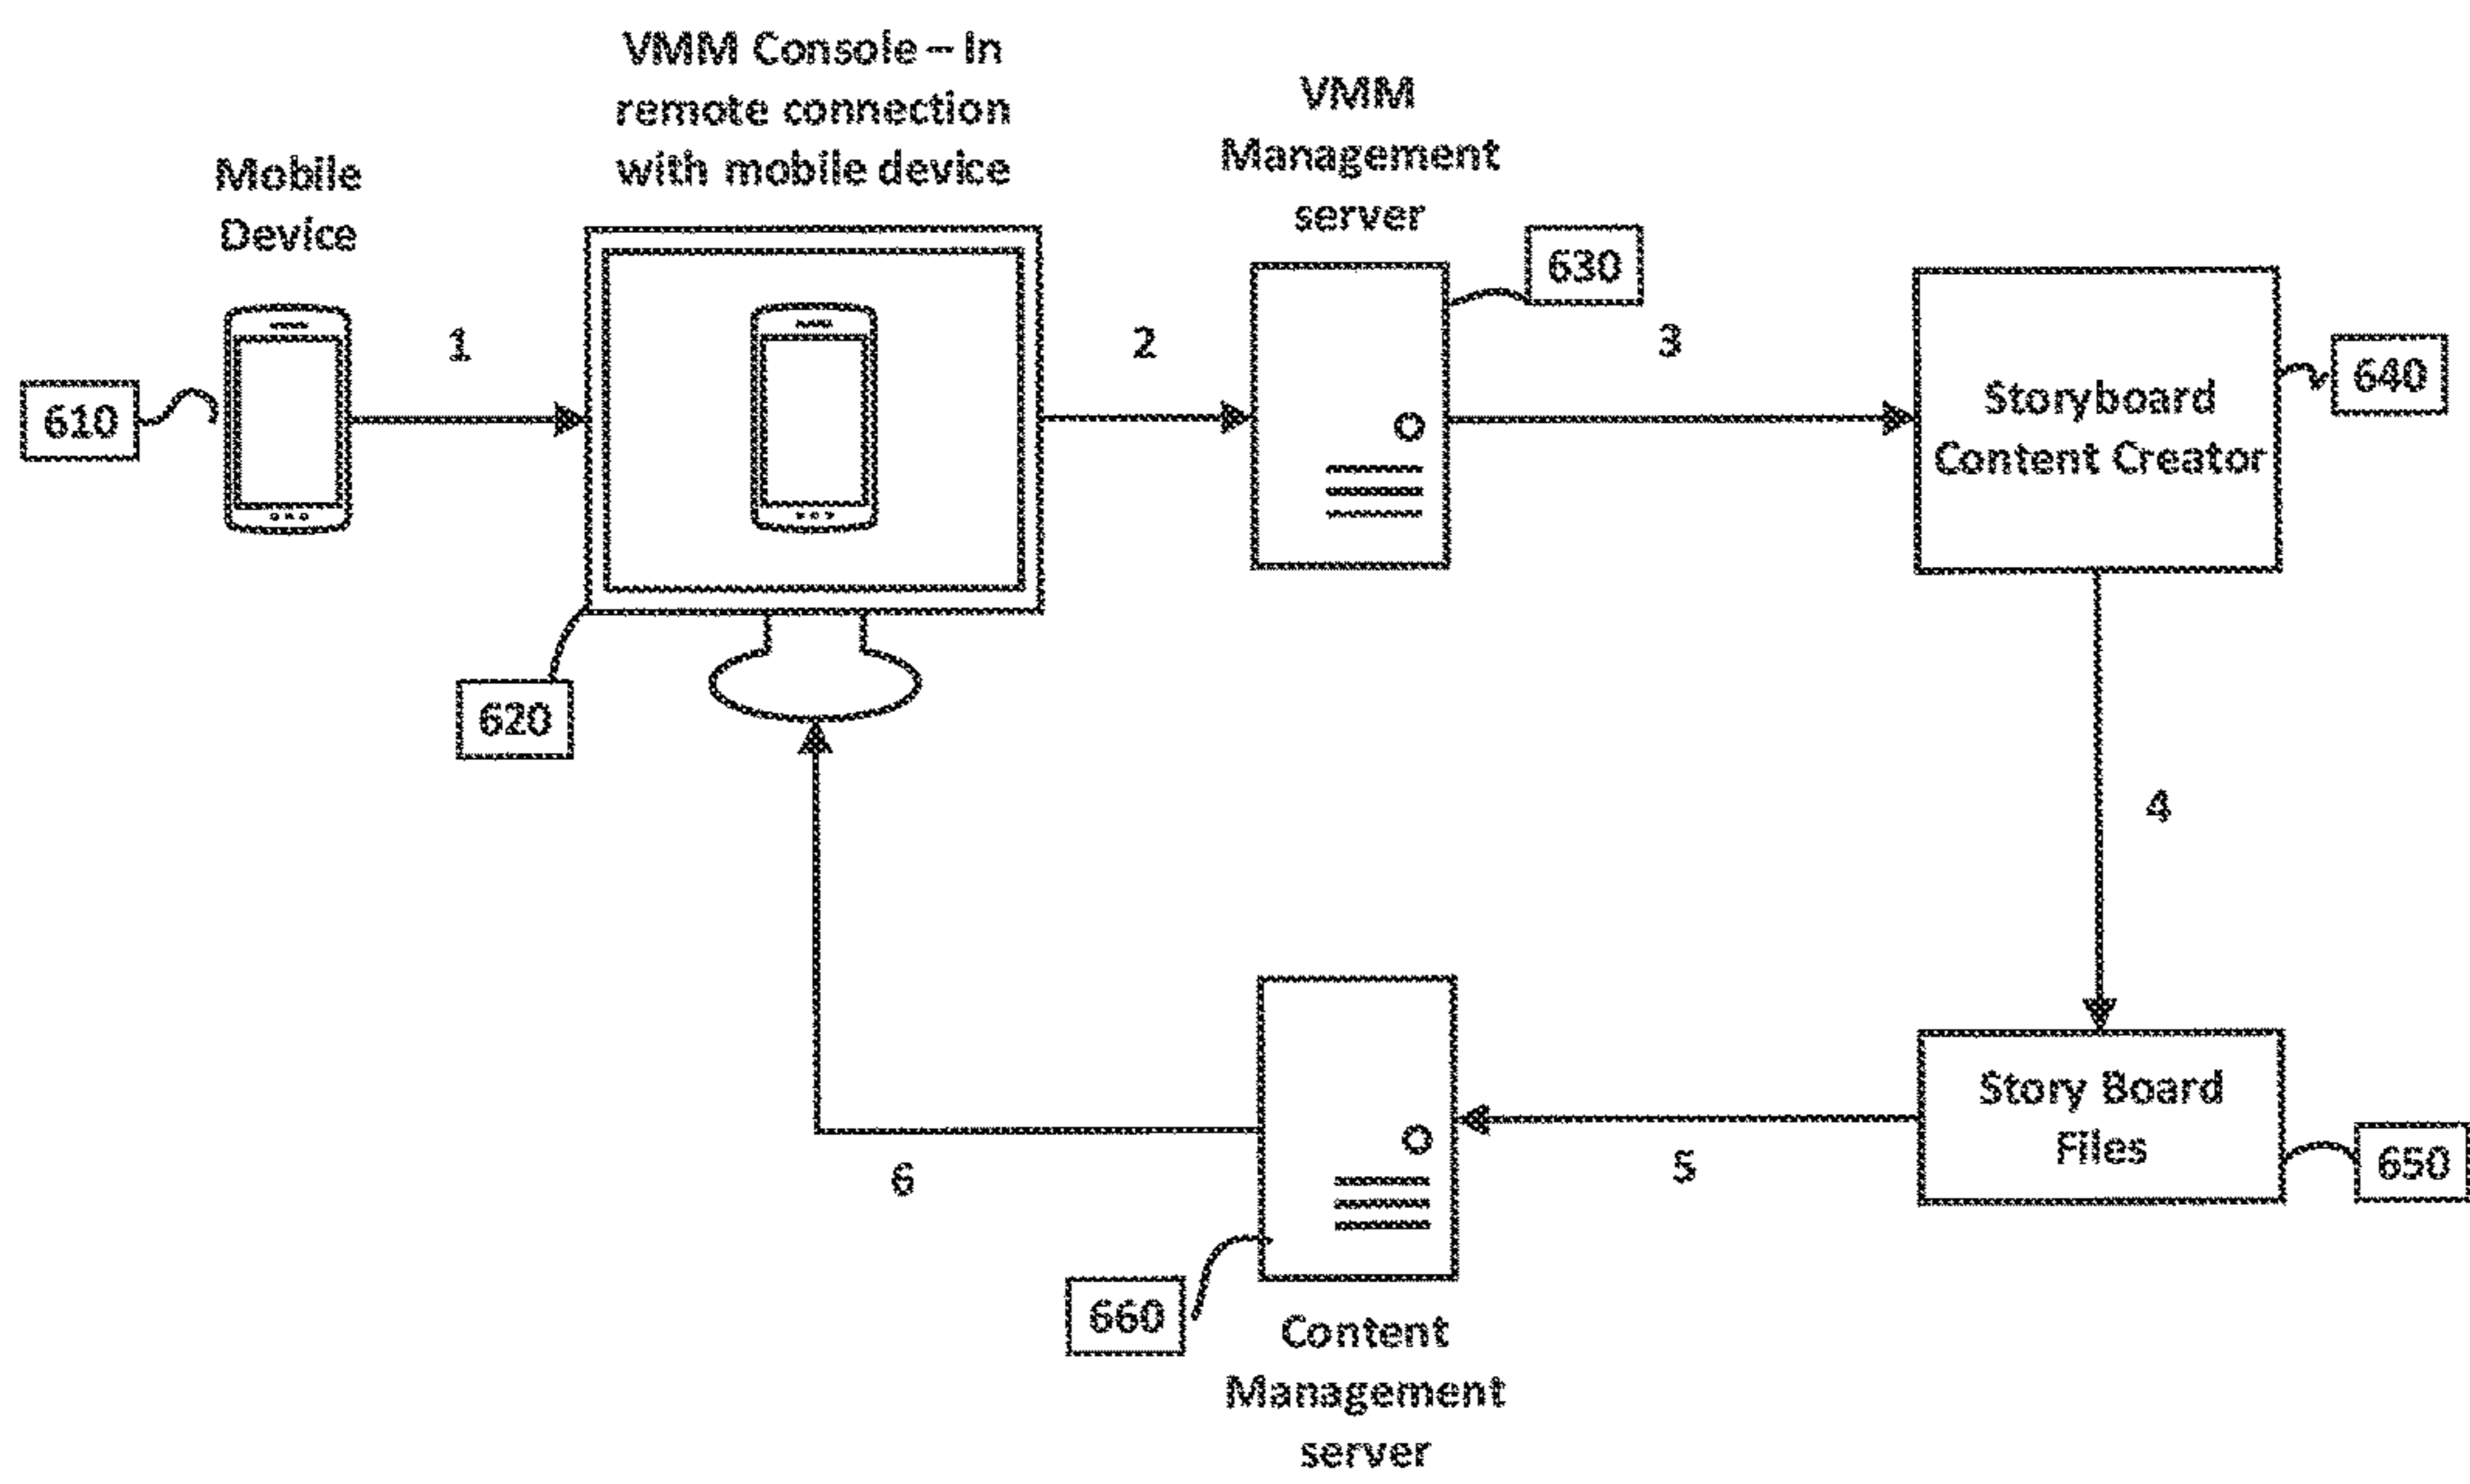 VMM Console – In
remote connection
with mobile device
VMM
Management
server
Mobile
Device
630
610
1
2
3
Storyboard
Content Creator
640
620
4
Story Board
Files
650
5
6
660
Content
Management
server